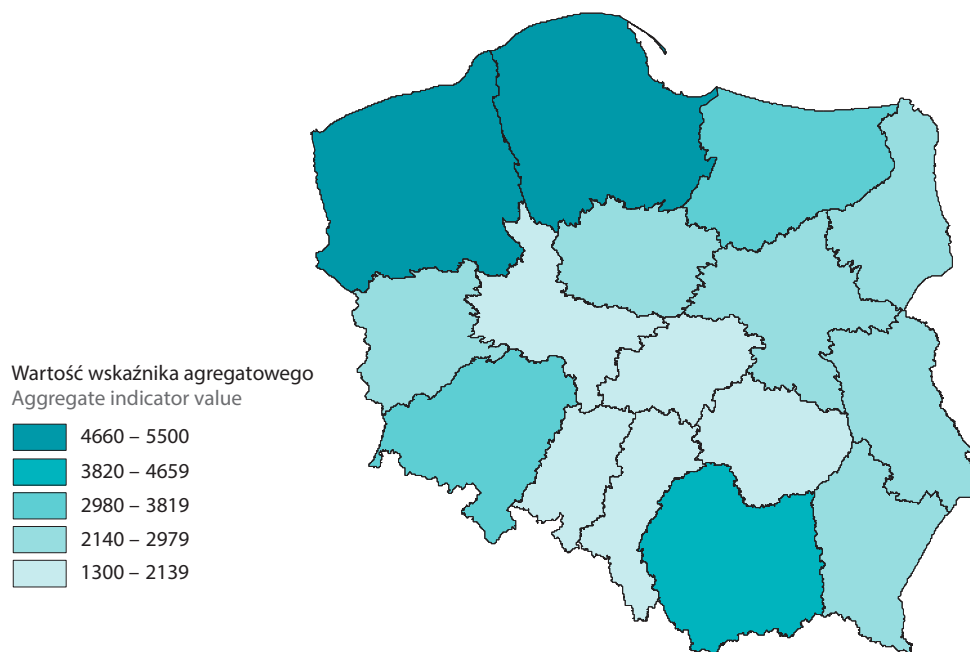 Wartość wskaźnika agregatowego
Aggregate indicator value
4660 – 5500
3820 – 4659
2980 – 3819
2140 – 2979
1300 – 2139